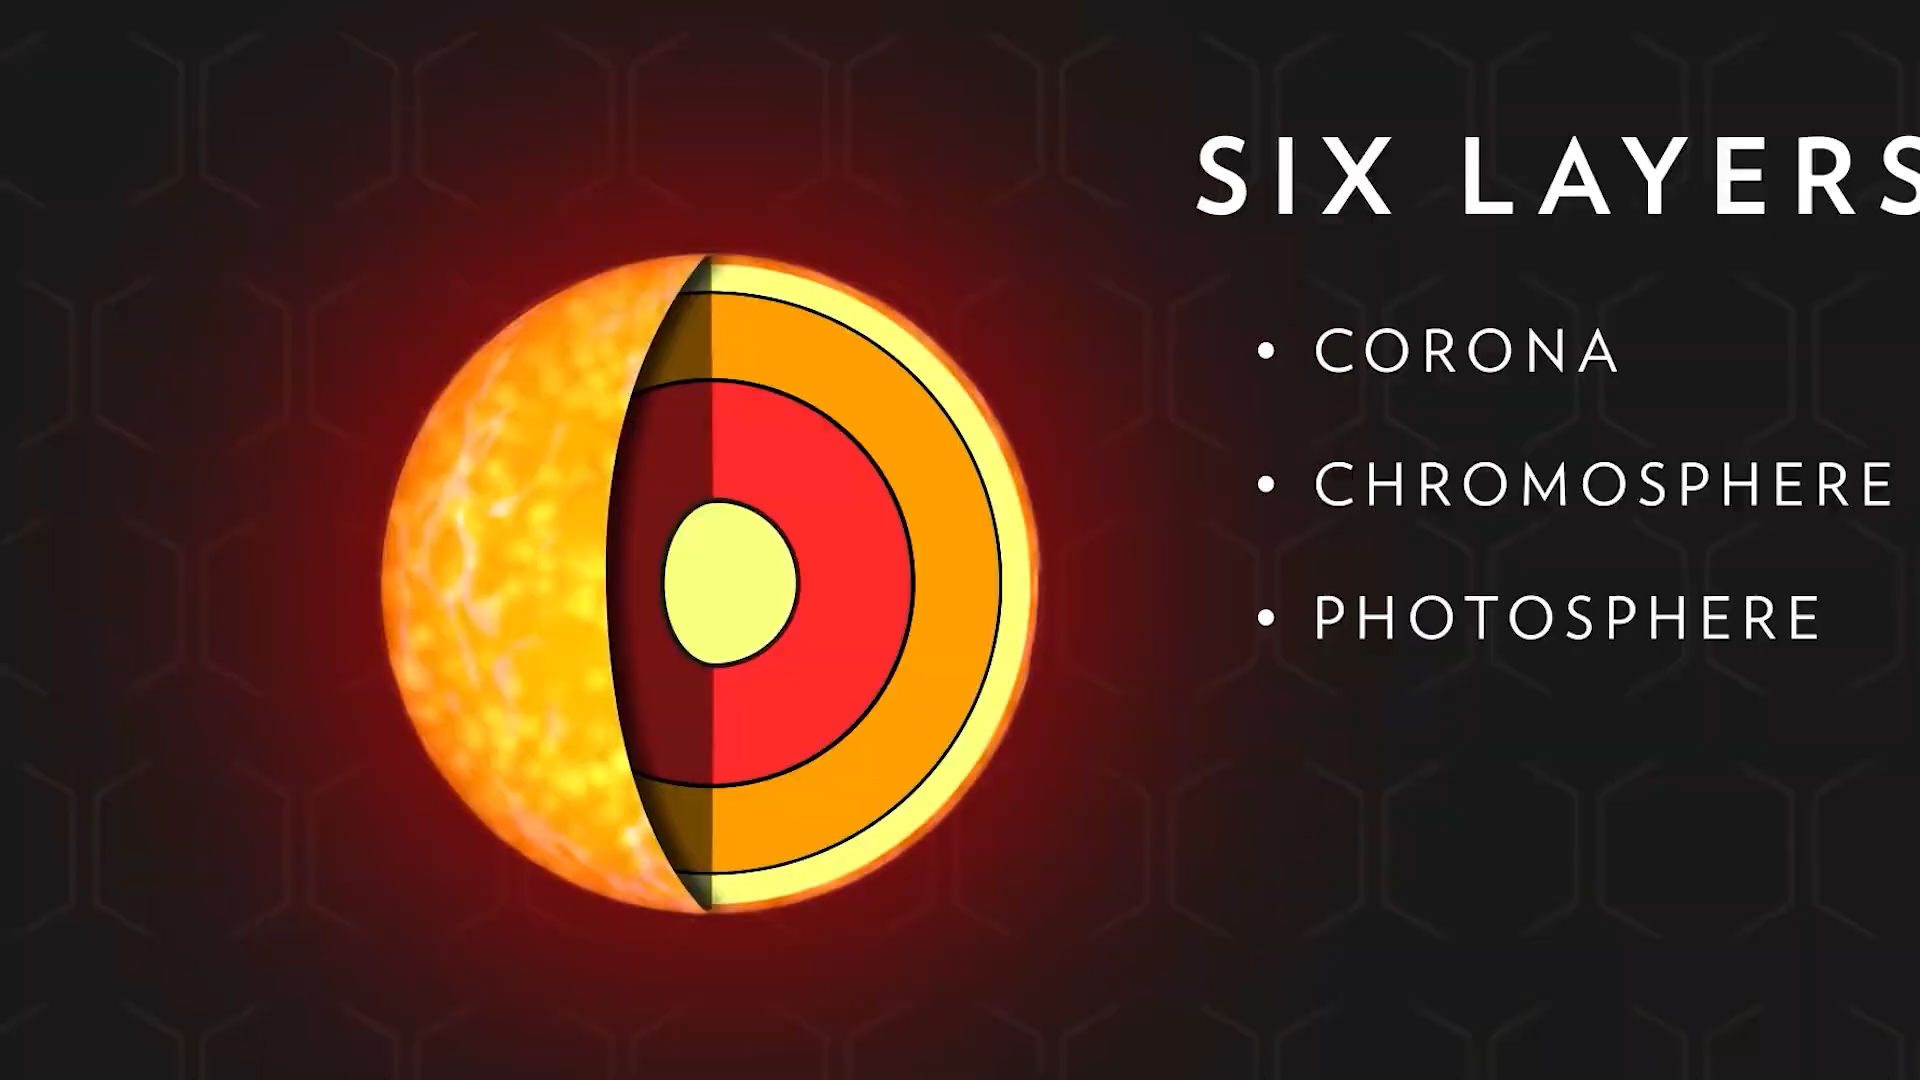 SIX LAYERS
• CORONA
• CHROMOSPHERE
• PHOTOSPHERE